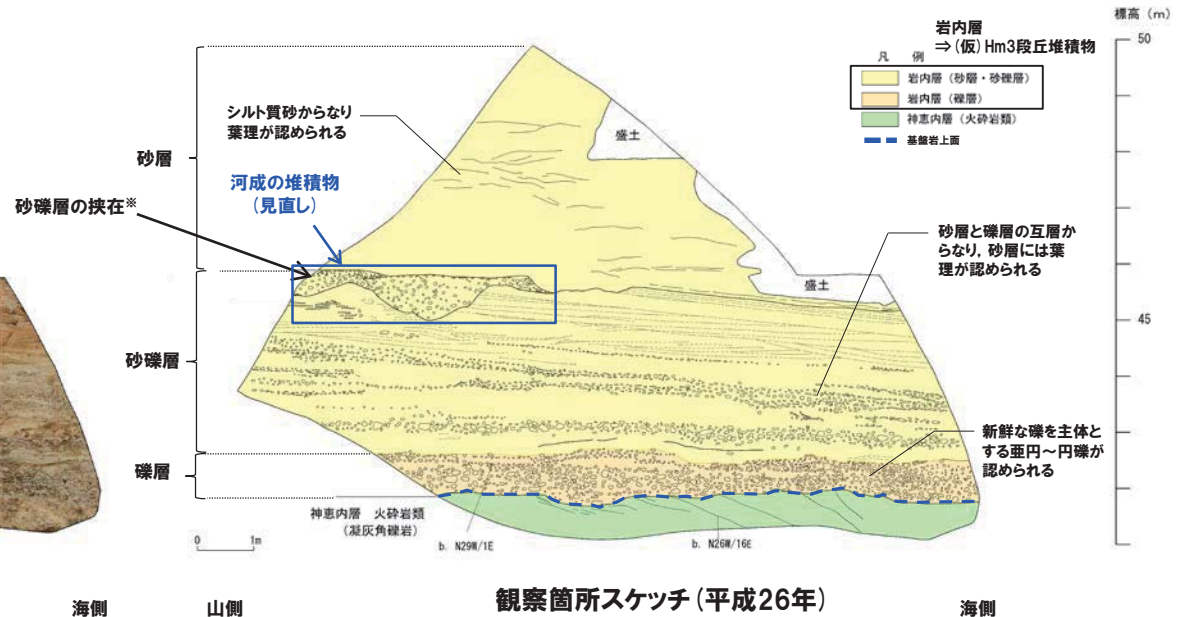 標高（m）
50
45
岩内層
⇒(仮)Hm3段丘堆積物
凡 例
岩内層（砂層・砂礫層）
岩内層（礫層）
神恵内層（火砕岩類）
基盤岩上面
シルト質砂からなり
葉理が認められる
盛土
砂層
河成の堆積物
(見直し)
砂礫層の挟在※
砂層と礫層の互層か
らなり，砂層には葉
理が認められる
盛土
砂礫層
新鮮な礫を主体と
する亜円～円礫が
認められる
礫層
神恵内層 火砕岩類
（凝灰角礫岩）
b. N29W/1E
b. N26W/16E
0 1m
海側
山側
観察箇所スケッチ(平成26年)
海側